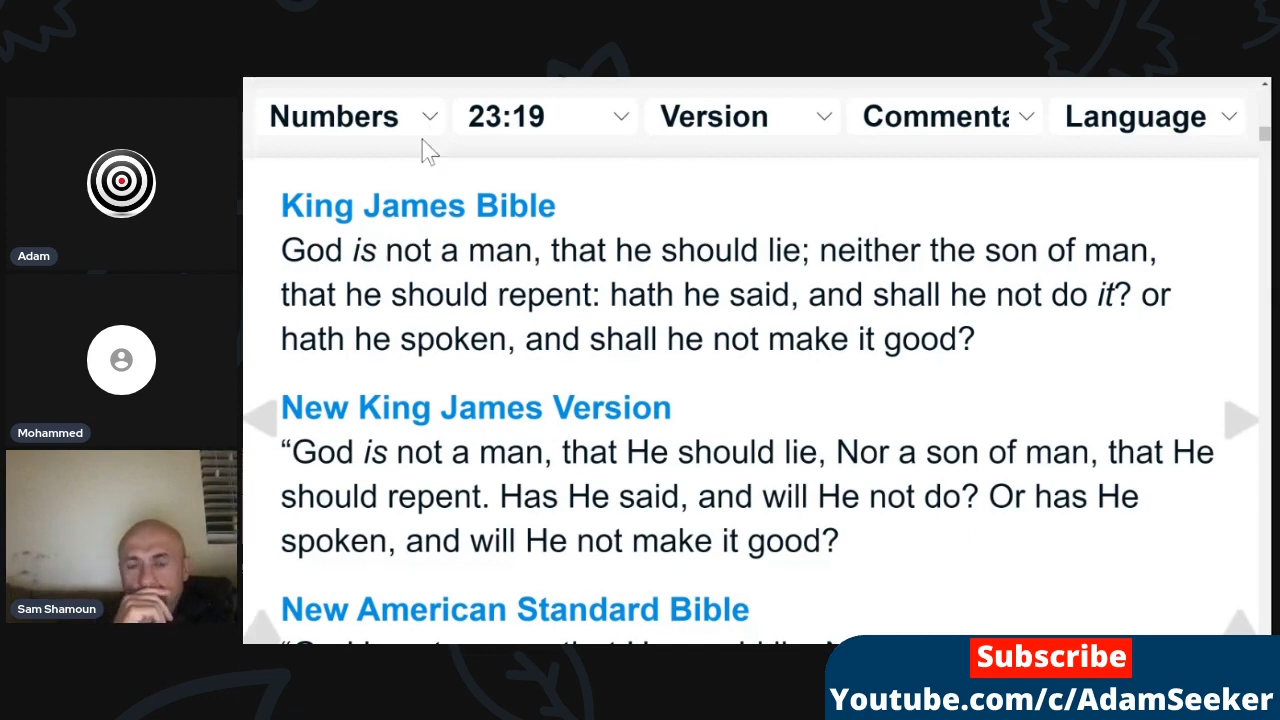 Numbers 23:19 Version Commenta Language
King James Bible
God is not a man, that he should lie; neither the son of man,
that he should repent: hath he said, and shall he not do it? or
hath he spoken, and shall he not make it good?
New King James Version
“God is not a man, that He should lie, Nor a son of man, that He
should repent. Has He said, and will He not do? Or has He
spoken, and will He not make it good?
New American Standard Bible
Adam
Mohammed
Sam Shamoun
Subscribe
Youtube.com/c/AdamSeeker